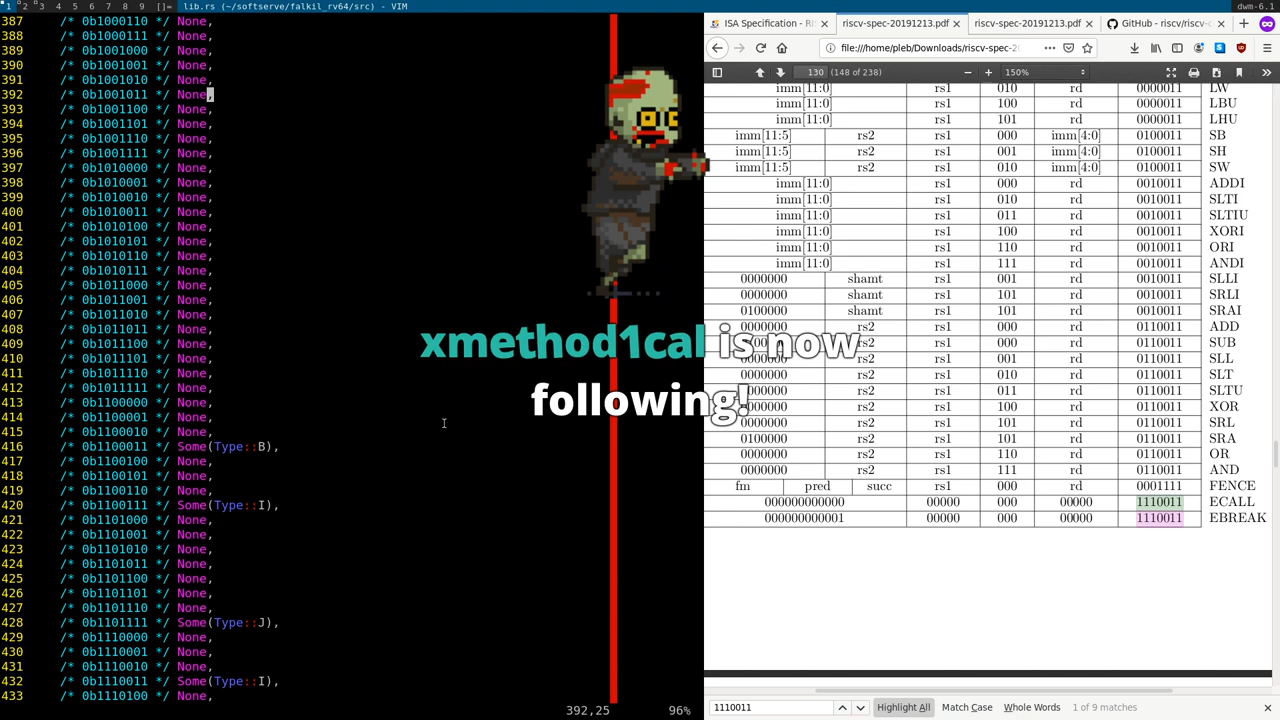 1 2 3 4 5 6 7 8 9 []= lib.rs (~/softserve/falkil_rv64/src) - VIM
dwm-6.1
387 /* 0b1000110 */ None,
388 /* 0b1000111 */ None,
389 /* 0b1001000 */ None,
390 /* 0b1001001 */ None,
391 /* 0b1001010 */ None,
392 /* 0b1001011 */ None,
393 /* 0b1001100 */ None,
394 /* 0b1001101 */ None,
395 /* 0b1001110 */ None,
396 /* 0b1001111 */ None,
397 /* 0b1010000 */ None,
398 /* 0b1010001 */ None,
399 /* 0b1010010 */ None,
400 /* 0b1010011 */ None,
401 /* 0b1010100 */ None,
402 /* 0b1010101 */ None,
403 /* 0b1010110 */ None,
404 /* 0b1010111 */ None,
405 /* 0b1011000 */ None,
406 /* 0b1011001 */ None,
407 /* 0b1011010 */ None,
408 /* 0b1011011 */ None,
409 /* 0b1011100 */ None,
410 /* 0b1011101 */ None,
411 /* 0b1011110 */ None,
412 /* 0b1011111 */ None,
413 /* 0b1100000 */ None,
414 /* 0b1100001 */ None,
415 /* 0b1100010 */ None,
416 /* 0b1100011 */ Some(Type::B),
417 /* 0b1100100 */ None,
418 /* 0b1100101 */ None,
419 /* 0b1100110 */ None,
420 /* 0b1100111 */ Some(Type::I),
421 /* 0b1101000 */ None,
422 /* 0b1101001 */ None,
423 /* 0b1101010 */ None,
424 /* 0b1101011 */ None,
425 /* 0b1101100 */ None,
426 /* 0b1101101 */ None,
427 /* 0b1101110 */ None,
428 /* 0b1101111 */ Some(Type::J),
429 /* 0b1110000 */ None,
430 /* 0b1110001 */ None,
431 /* 0b1110010 */ None,
432 /* 0b1110011 */ Some(Type::I),
433 /* 0b1110100 */ None,
392,25 96%
xmethod1cal is now
following!
ISA Specification - RIS
riscv-spec-20191213.pdf
riscv-spec-20191213.pdf
GitHub - riscv/riscv-c
file:///home/pleb/Downloads/riscv-spec-2
130 (148 of 238) 150%
imm[11:0] rs1 010 rd 0000011 LW
imm[11:0] rs1 100 rd 0000011 LBU
imm[11:0] rs1 101 rd 0000011 LHU
imm[11:5] rs2 rs1 000 imm[4:0] 0100011 SB
imm[11:5] rs2 rs1 001 imm[4:0] 0100011 SH
imm[11:5] rs2 rs1 010 imm[4:0] 0100011 SW
imm[11:0] rs1 000 rd 0010011 ADDI
imm[11:0] rs1 010 rd 0010011 SLTI
imm[11:0] rs1 011 rd 0010011 SLTIU
imm[11:0] rs1 100 rd 0010011 XORI
imm[11:0] rs1 110 rd 0010011 ORI
imm[11:0] rs1 111 rd 0010011 ANDI
0000000 shamt rs1 001 rd 0010011 SLLI
0000000 shamt rs1 101 rd 0010011 SRLI
0100000 shamt rs1 101 rd 0010011 SRAI
0000000 rs2 rs1 000 rd 0110011 ADD
rs1 000 rd 0110011 SUB
rs2 rs1 001 rd 0110011 SLL
0000000 rs2 rs1 010 rd 0110011 SLT
rs2 rs1 011 rd 0110011 SLTU
rs2 rs1 100 rd 0110011 XOR
0000000 rs2 rs1 101 rd 0110011 SRL
0100000 rs2 rs1 101 rd 0110011 SRA
0000000 rs2 rs1 110 rd 0110011 OR
0000000 rs2 rs1 111 rd 0110011 AND
fm pred succ rs1 000 rd 0001111 FENCE
000000000000 00000 000 00000 1110011 ECALL
000000000001 00000 000 00000 1110011 EBREAK
1110011 Highlight All Match Case Whole Words 1 of 9 matches